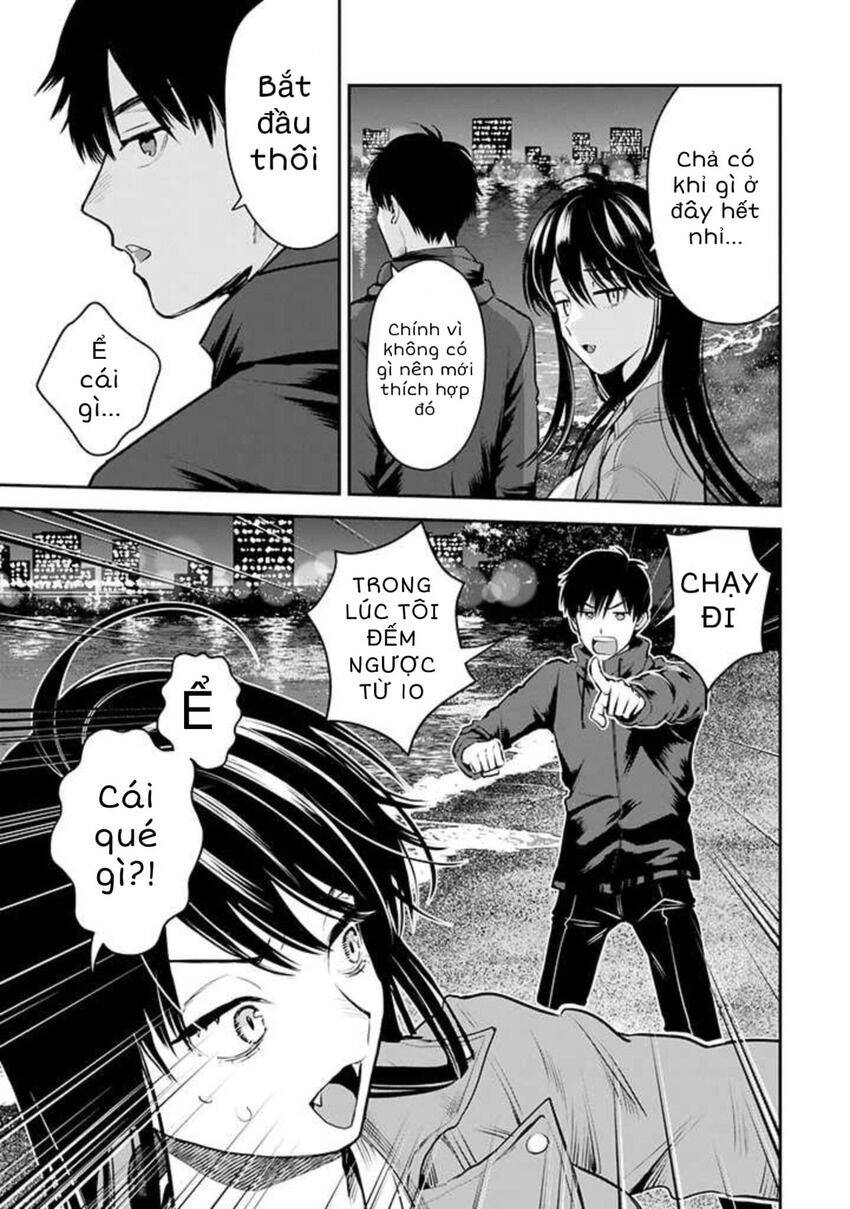 Chả có
khỉ gì ở
đây hết
nhỉ...
Chính vì
không có
gì nên mới
thích hợp
đó
Bắt
đầu
thôi
Ể
cái
gì...
CHẠY
ĐI
TRONG
LÚC TÔI
ĐẾM
NGƯỢC
TỪ 10
Ể
Cái
qué
gì?!